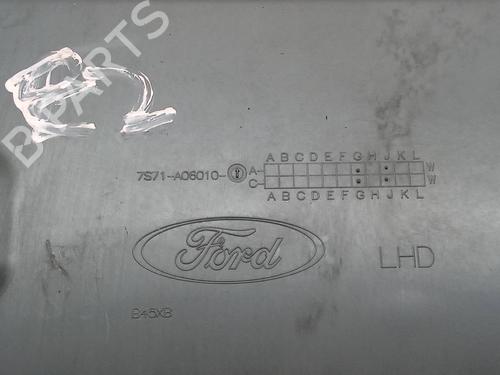 B-PARTS
A B C D E F G H J K L
7S71-A06010- A- W
C- W
A B C D E F G H J K L
Ford
LHD
B45XB